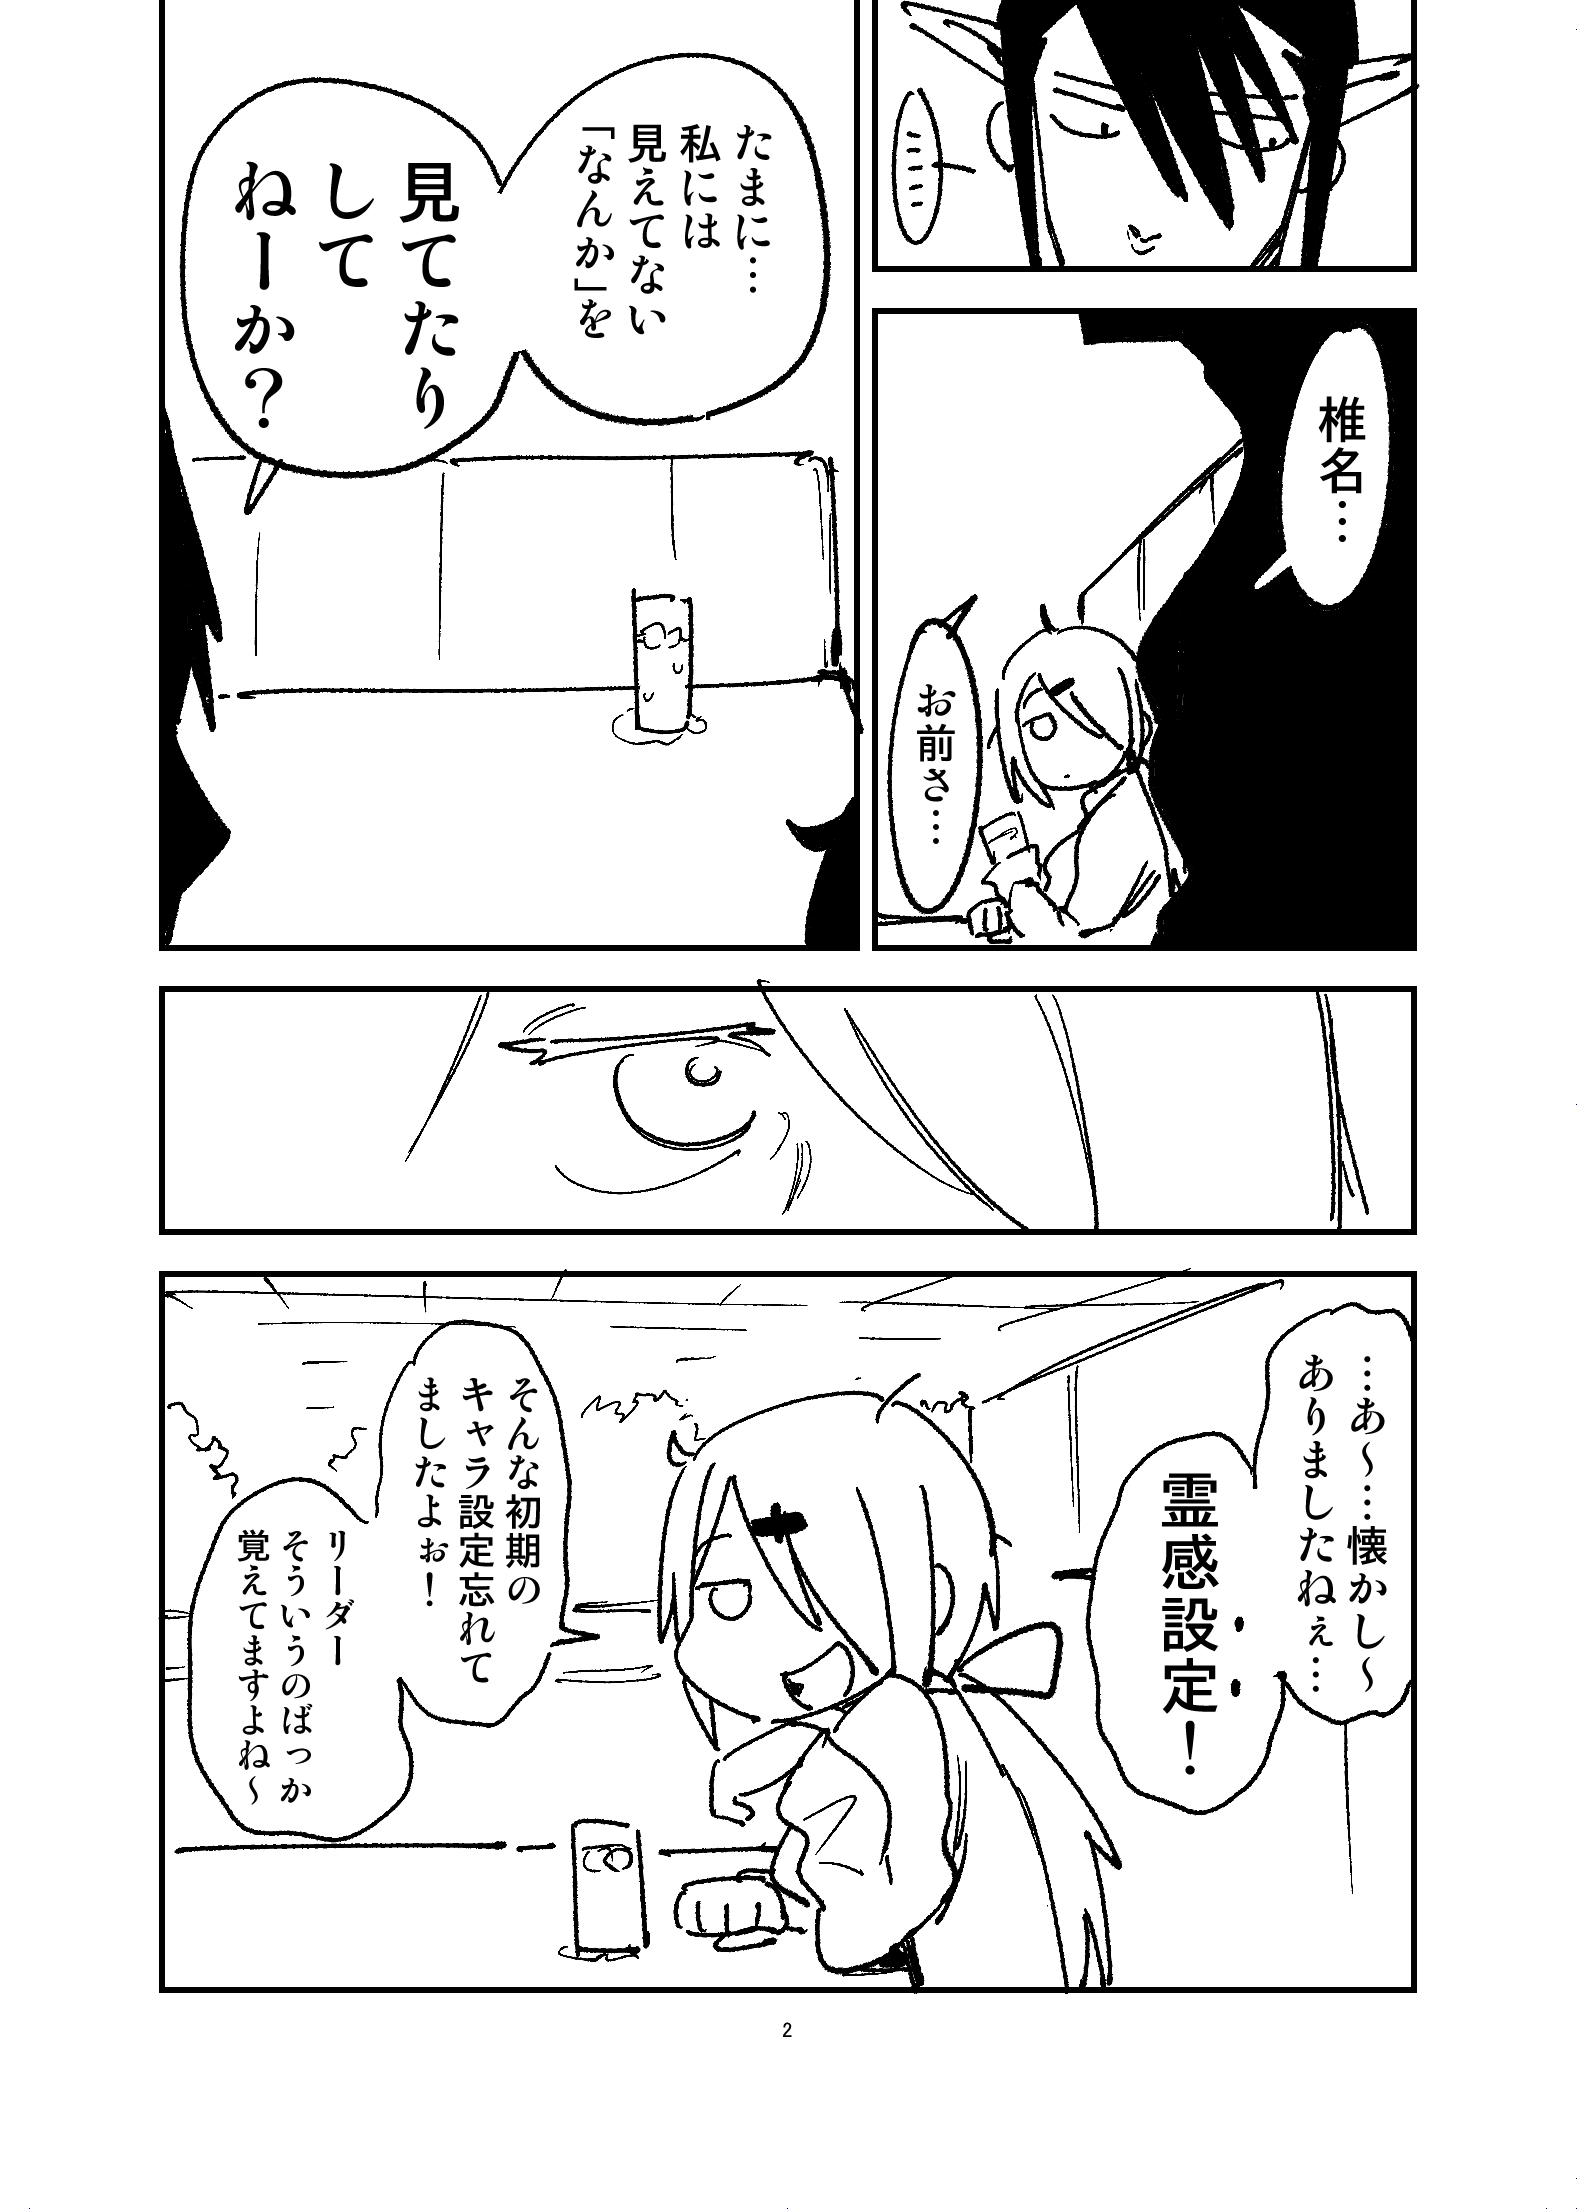 ミミミミ
椎名…
お前さ…
たまに…
私には
見えてない
「なんか」を
見てたり
して
ねーか?
…あ～…懐かし～
ありましたねぇ…
霊感設定!
そんな初期の
キャラ設定忘れて
ましたよぉ!
リーダー
そういうのばっか
覚えてますよね～
2